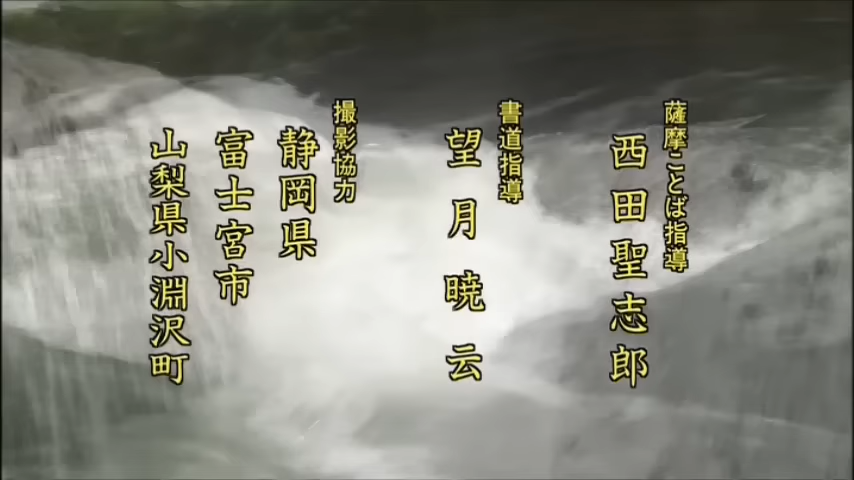 薩摩ことば指導
西田聖志郎
書道指導
望月暁云
撮影協力
静岡県
富士宮市
山梨県小淵沢町